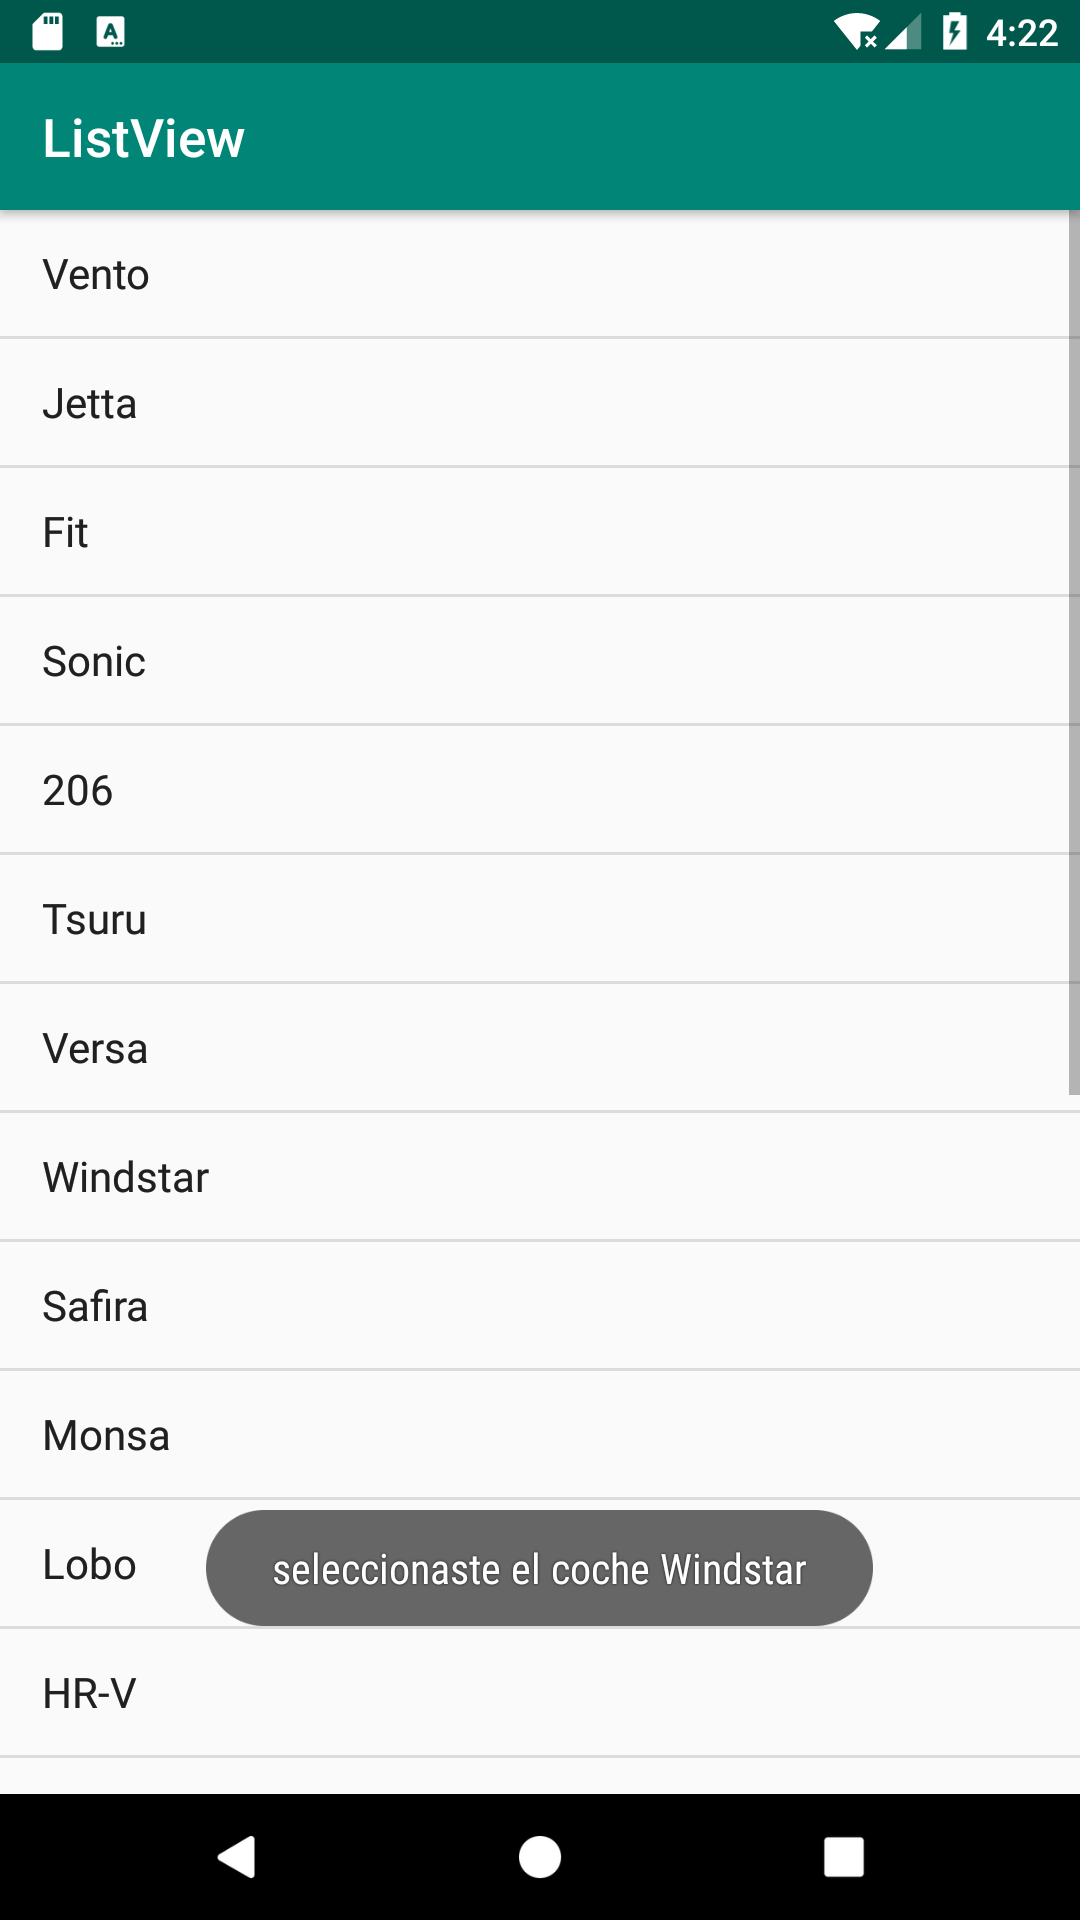 4:22
ListView
Vento
Jetta
Fit
Sonic
206
Tsuru
Versa
Windstar
Safira
Monsa
Lobo
seleccionaste el coche Windstar
HR-V